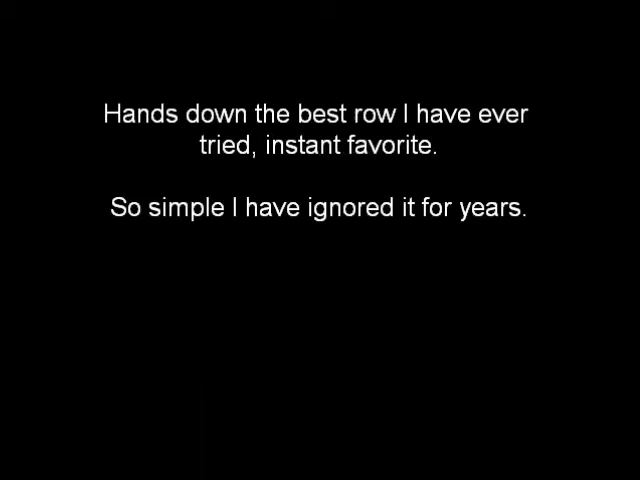 Hands down the best row I have ever
tried, instant favorite.
So simple I have ignored it for years.